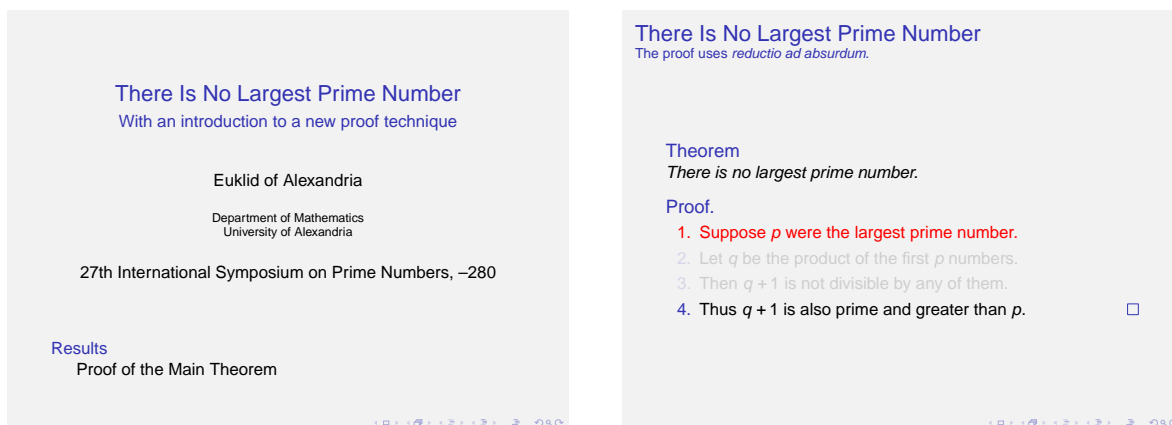 There Is No Largest Prime Number
With an introduction to a new proof technique
Euklid of Alexandria
Department of Mathematics
University of Alexandria
27th International Symposium on Prime Numbers, –280
Results
Proof of the Main Theorem
There Is No Largest Prime Number
The proof uses reductio ad absurdum.
Theorem
There is no largest prime number.
Proof.
1. Suppose p were the largest prime number.
2. Let q be the product of the first p numbers.
3. Then q + 1 is not divisible by any of them.
4. Thus q + 1 is also prime and greater than p. □